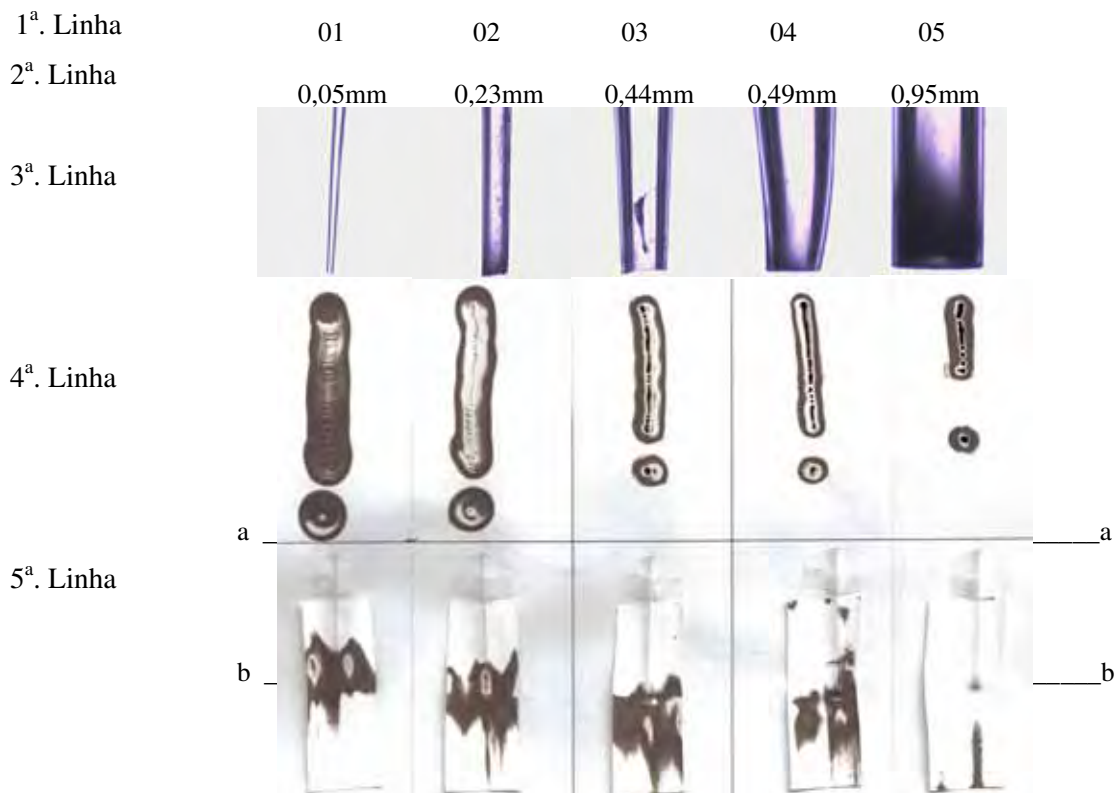 1ª. Linha 01 02 03 04 05
2ª. Linha
0,05mm 0,23mm 0,44mm 0,49mm 0,95mm
3ª. Linha
4ª. Linha
a a
5ª. Linha
b b